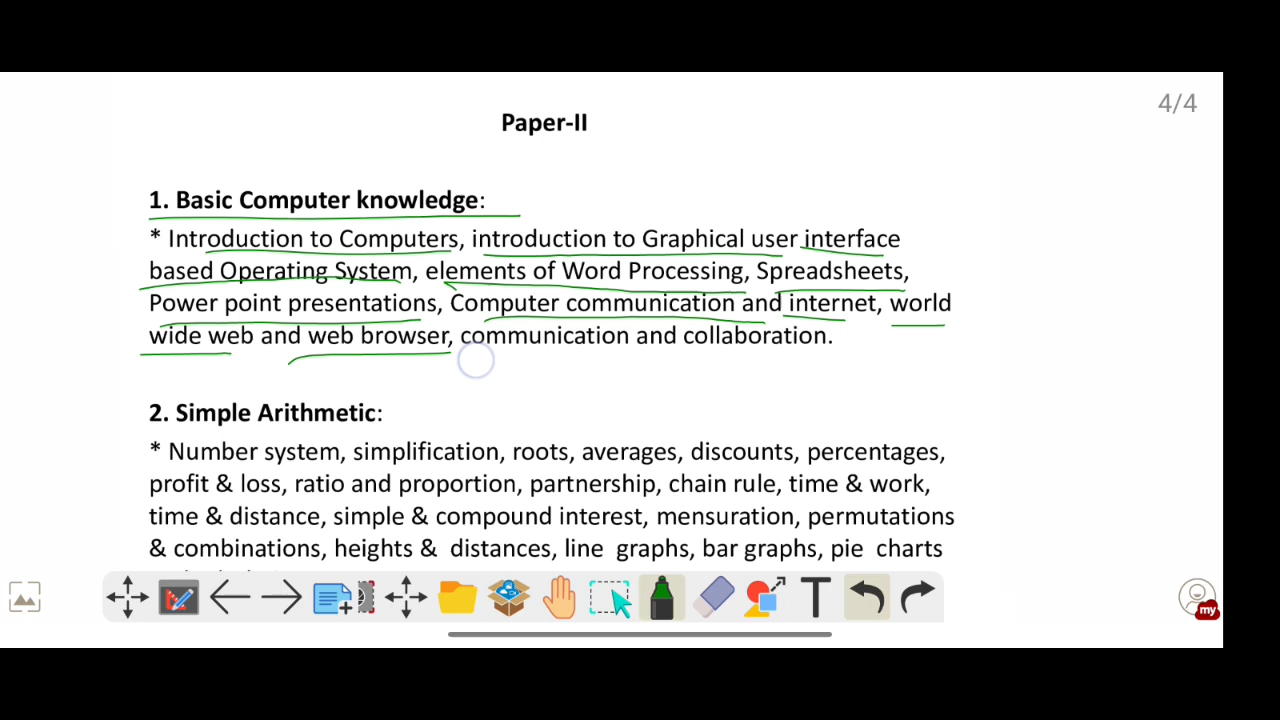 4/4
Paper-II
1. Basic Computer knowledge:
* Introduction to Computers, introduction to Graphical user interface
based Operating System, elements of Word Processing, Spreadsheets,
Power point presentations, Computer communication and internet, world
wide web and web browser, communication and collaboration.
2. Simple Arithmetic:
* Number system, simplification, roots, averages, discounts, percentages,
profit & loss, ratio and proportion, partnership, chain rule, time & work,
time & distance, simple & compound interest, mensuration, permutations
& combinations, heights & distances, line graphs, bar graphs, pie charts
T
my